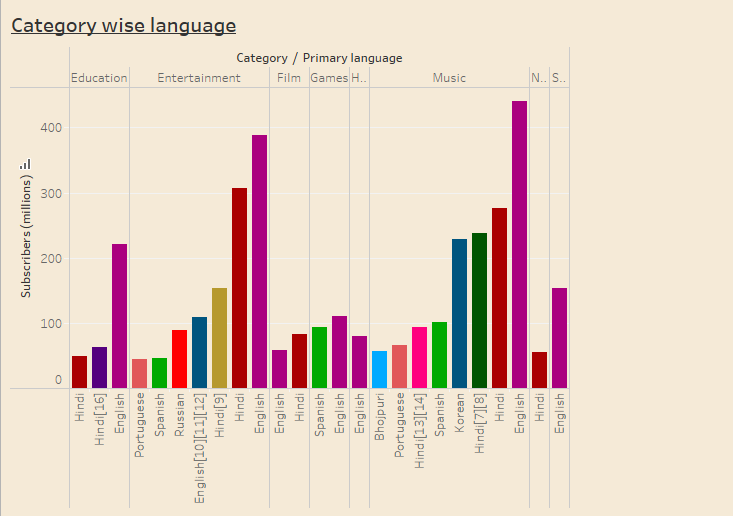 Category wise language
Category / Primary language
Education Entertainment Film Games H.. Music N.. S..
Subscribers (millions)
400
300
200
100
0
Hindi
Hindi[16]
English
Portuguese
Spanish
Russian
English[10][11][12]
Hindi[9]
Hindi
English
English
Hindi
Spanish
English
English
Bhojpuri
Portuguese
Hindi[13][14]
Spanish
Korean
Hindi[7][8]
Hindi
English
Hindi
English